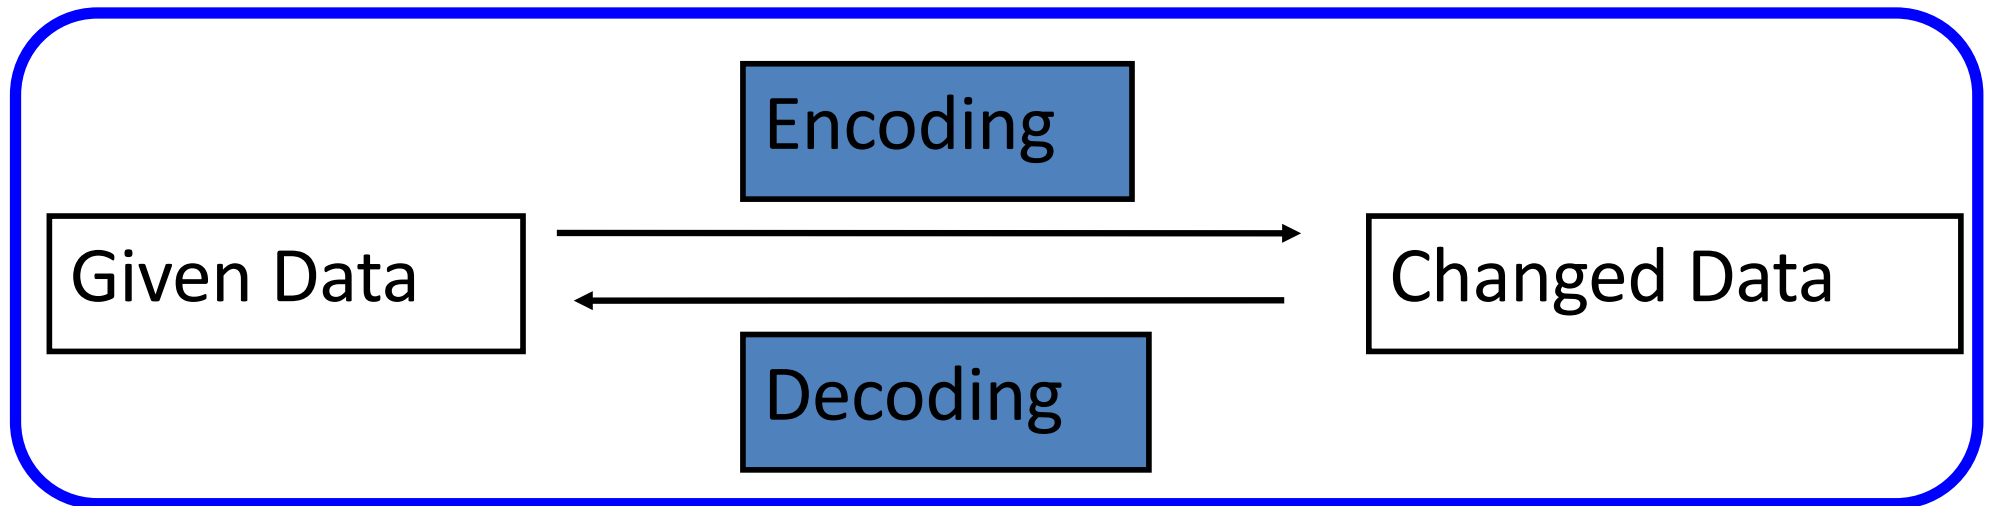 Encoding
Given Data
Changed Data
Decoding